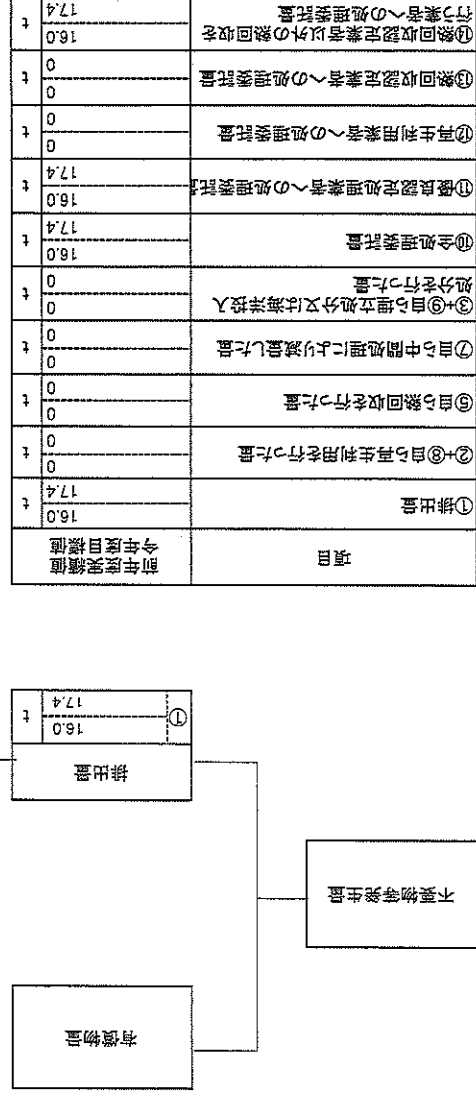 有償物量
不要物等発生量
排出量
① 16.0 t
17.4
項目 前年度実績値
今年度目標値
①排出量 16.0 t
17.4
②+⑧自ら再生利用を行った量 0 t
0
⑤自ら熱回収を行った量 0 t
0
⑦自ら中間処理により減量した量 0 t
0
③+⑨自ら埋立処分又は海洋投入
処分を行った量 0 t
0
⑩全処理委託量 16.0 t
17.4
⑪優良認定処理業者への処理委託量 16.0 t
17.4
⑫再生利用業者への処理委託量 0 t
0
⑬熱回収認定業者への処理委託量 0 t
0
⑭熱回収認定業者以外の熱回収を
行う業者への処理委託量 16.0 t
17.4